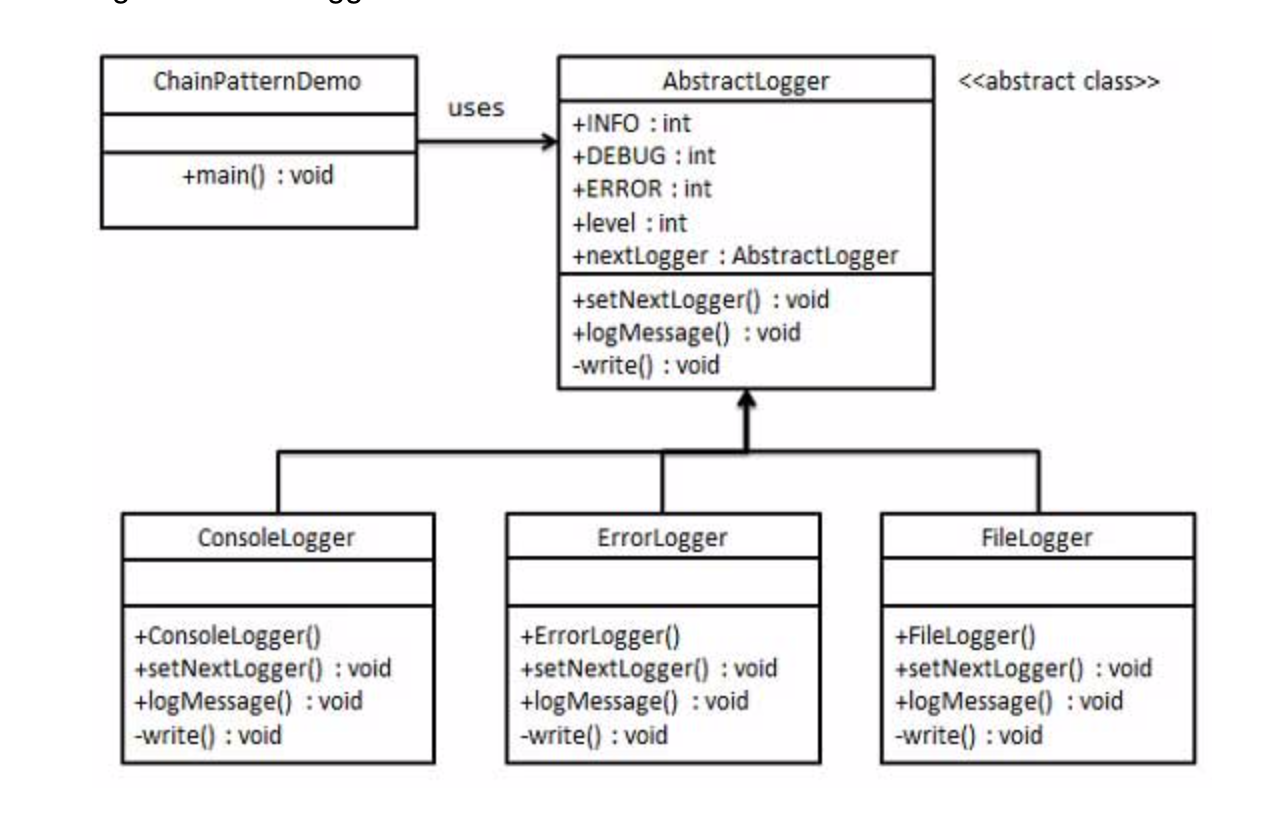 ChainPatternDemo
+main() : void
uses
AbstractLogger
<<abstract class>>
+INFO : int
+DEBUG : int
+ERROR : int
+level : int
+nextLogger : AbstractLogger
+setNextLogger() : void
+logMessage() : void
-write() : void
ConsoleLogger
+ConsoleLogger()
+setNextLogger() : void
+logMessage() : void
-write() : void
ErrorLogger
+ErrorLogger()
+setNextLogger() : void
+logMessage() : void
-write() : void
FileLogger
+FileLogger()
+setNextLogger() : void
+logMessage() : void
-write() : void